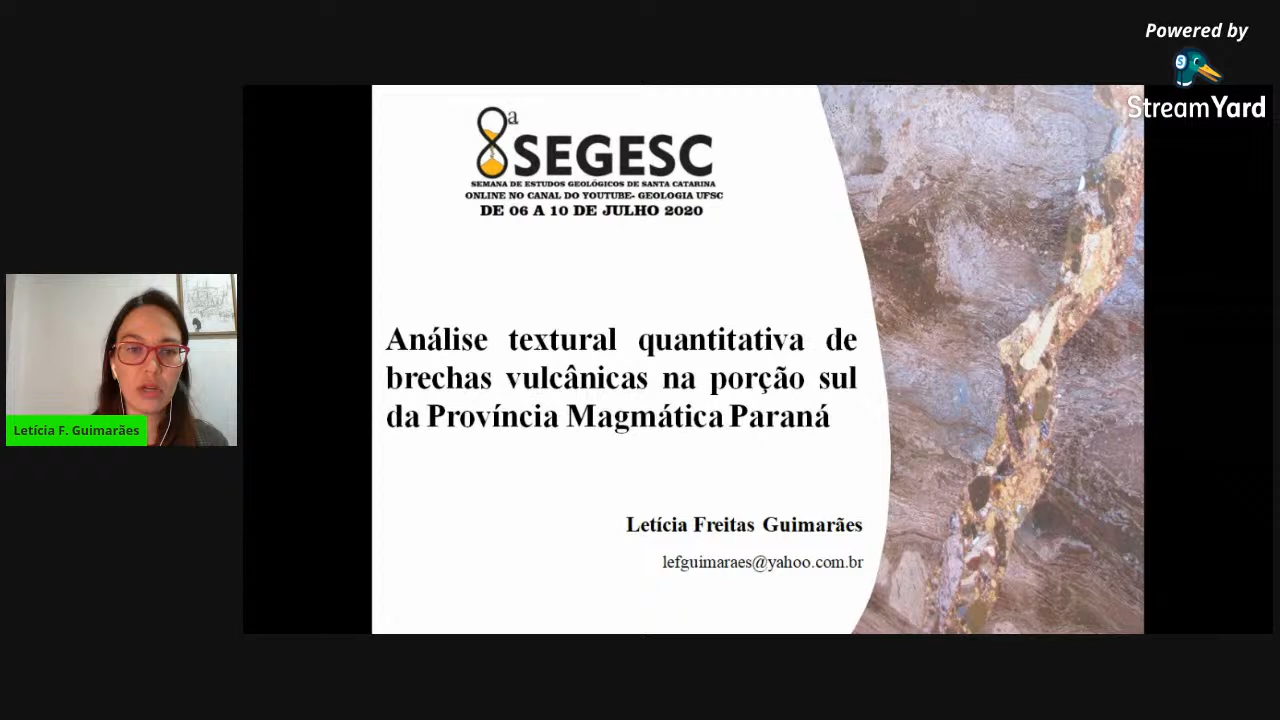 Powered by
StreamYard
8ª SEGESC
SEMANA DE ESTUDOS GEOLÓGICOS DE SANTA CATARINA
ONLINE NO CANAL DO YOUTUBE- GEOLOGIA UFSC
DE 06 A 10 DE JULHO 2020
Análise textural quantitativa de
brechas vulcânicas na porção sul
da Província Magmática Paraná
Letícia F. Guimarães
Letícia Freitas Guimarães
lefguimaraes@yahoo.com.br